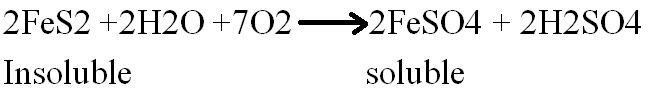 2FeS2 +2H2O +7O2 ⟶2FeSO4 + 2H2SO4
Insoluble soluble